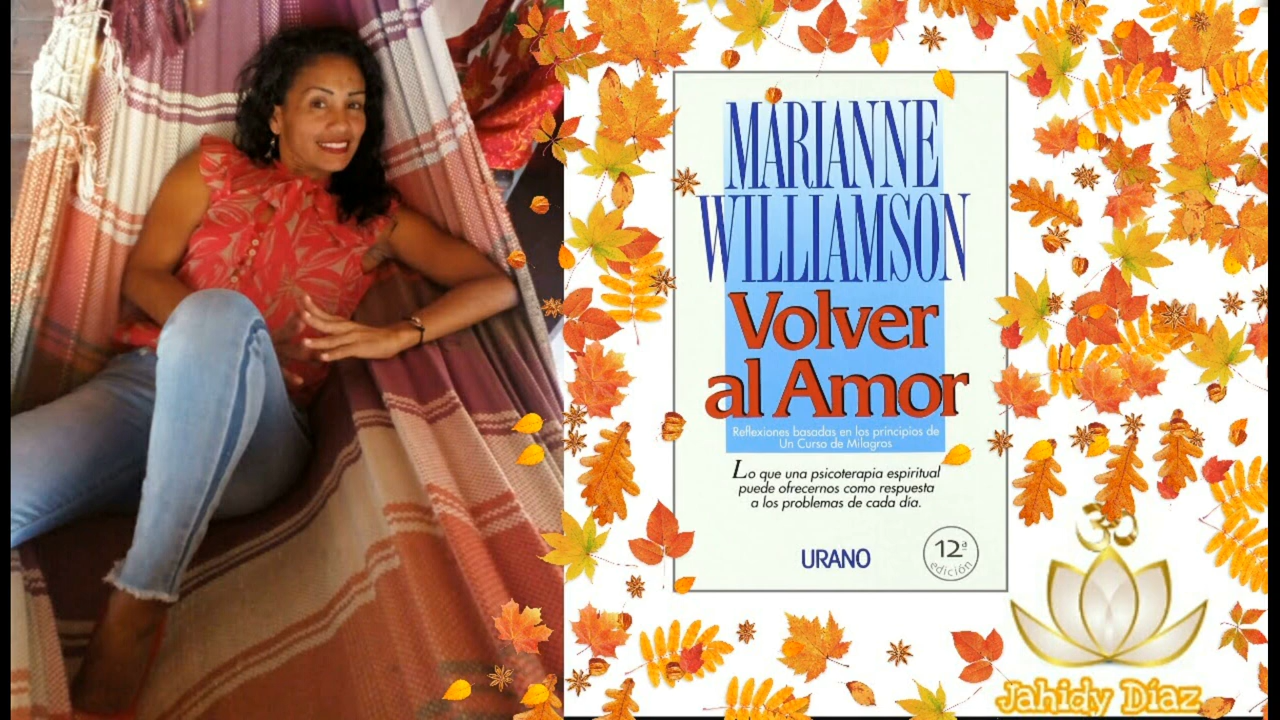 MARIANNE
WILLIAMSON
Volver
al Amor
Reflexiones basadas en los principios de
Un Curso de Milagros
Lo que una psicoterapia espiritual
puede ofrecernos como respuesta
a los problemas de cada día.
URANO
12ª
edición
ॐ
Jahidy Díaz